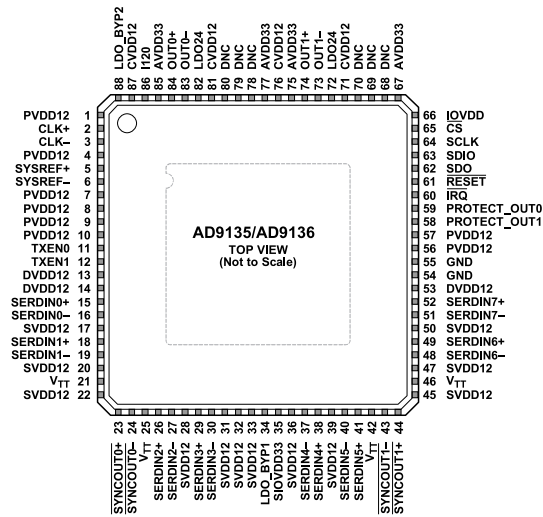 88 LDO_BYP2
87 CVDD12
86 I120
85 AVDD33
84 OUT0+
83 OUT0–
82 LDO24
81 CVDD12
80 DNC
79 DNC
78 DNC
77 AVDD33
76 CVDD12
75 AVDD33
74 OUT1+
73 OUT1–
72 LDO24
71 CVDD12
70 DNC
69 DNC
68 DNC
67 AVDD33
PVDD12 1
CLK+ 2
CLK– 3
PVDD12 4
SYSREF+ 5
SYSREF– 6
PVDD12 7
PVDD12 8
PVDD12 9
PVDD12 10
TXEN0 11
TXEN1 12
DVDD12 13
DVDD12 14
SERDIN0+ 15
SERDIN0– 16
SVDD12 17
SERDIN1+ 18
SERDIN1– 19
SVDD12 20
VTT 21
SVDD12 22
AD9135/AD9136
TOP VIEW
(Not to Scale)
66 IOVDD
65 CS
64 SCLK
63 SDIO
62 SDO
61 RESET
60 IRQ
59 PROTECT_OUT0
58 PROTECT_OUT1
57 PVDD12
56 PVDD12
55 GND
54 GND
53 DVDD12
52 SERDIN7+
51 SERDIN7–
50 SVDD12
49 SERDIN6+
48 SERDIN6–
47 SVDD12
46 VTT
45 SVDD12
SYNCOUT0+ 23
SYNCOUT0– 24
VTT 25
SERDIN2+ 26
SERDIN2– 27
SVDD12 28
SERDIN3+ 29
SERDIN3– 30
SVDD12 31
SVDD12 32
SVDD12 33
LDO_BYP1 34
SIOVDD33 35
SVDD12 36
SERDIN4– 37
SERDIN4+ 38
SVDD12 39
SERDIN5– 40
SERDIN5+ 41
VTT 42
SYNCOUT1– 43
SYNCOUT1+ 44